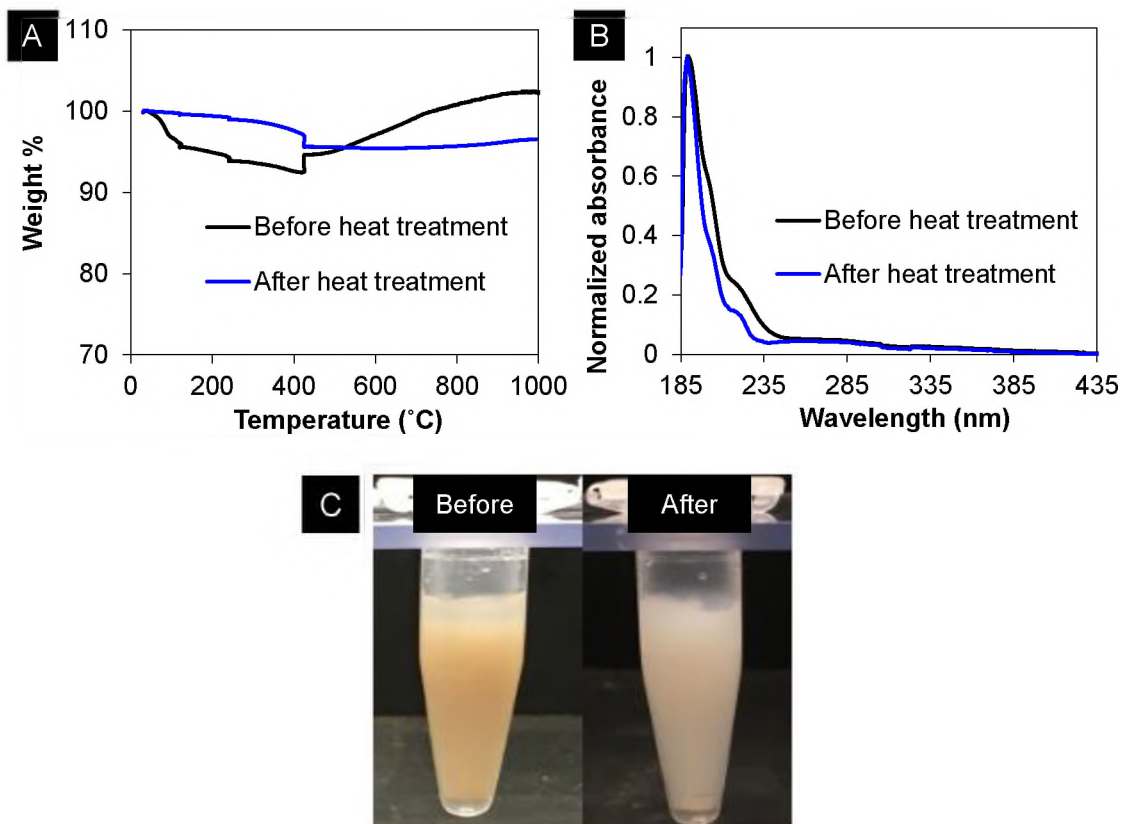 A
110
100
90
80
70
Weight %
Before heat treatment
After heat treatment
0 200 400 600 800 1000
Temperature (˚C)
B
1
0.8
0.6
0.4
0.2
0
Normalized absorbance
Before heat treatment
After heat treatment
185 235 285 335 385 435
Wavelength (nm)
C
Before
After